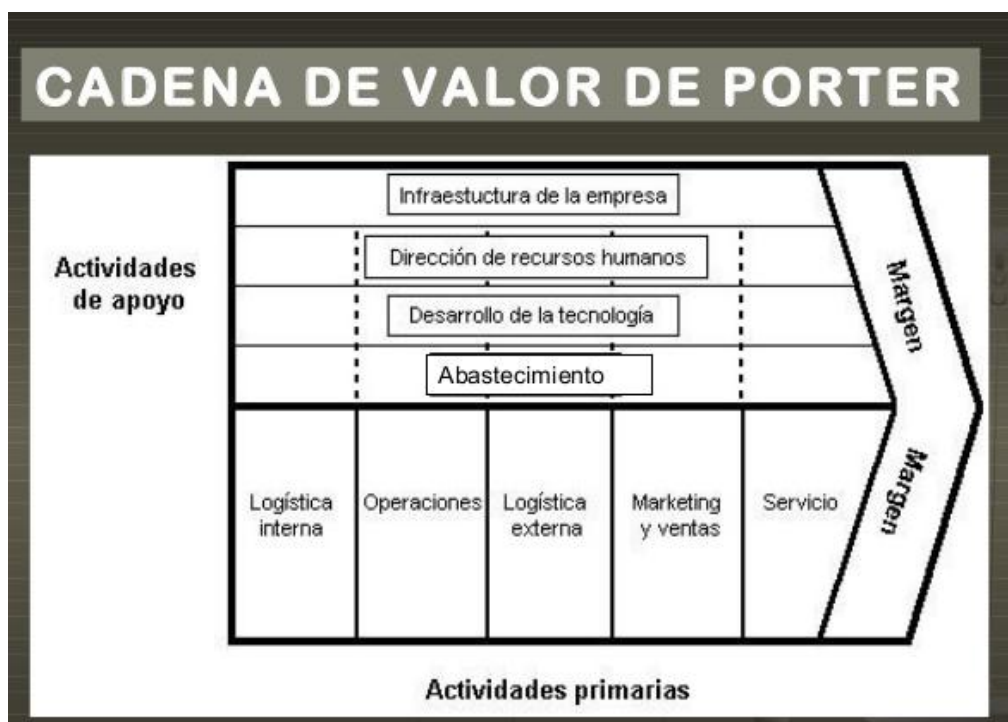 CADENA DE VALOR DE PORTER
Infraestuctura de la empresa
Actividades
de apoyo
Dirección de recursos humanos
Desarrollo de la tecnología
Abastecimiento
Margen
Logística
interna
Operaciones
Logística
externa
Marketing
y ventas
Servicio
Margen
Actividades primarias